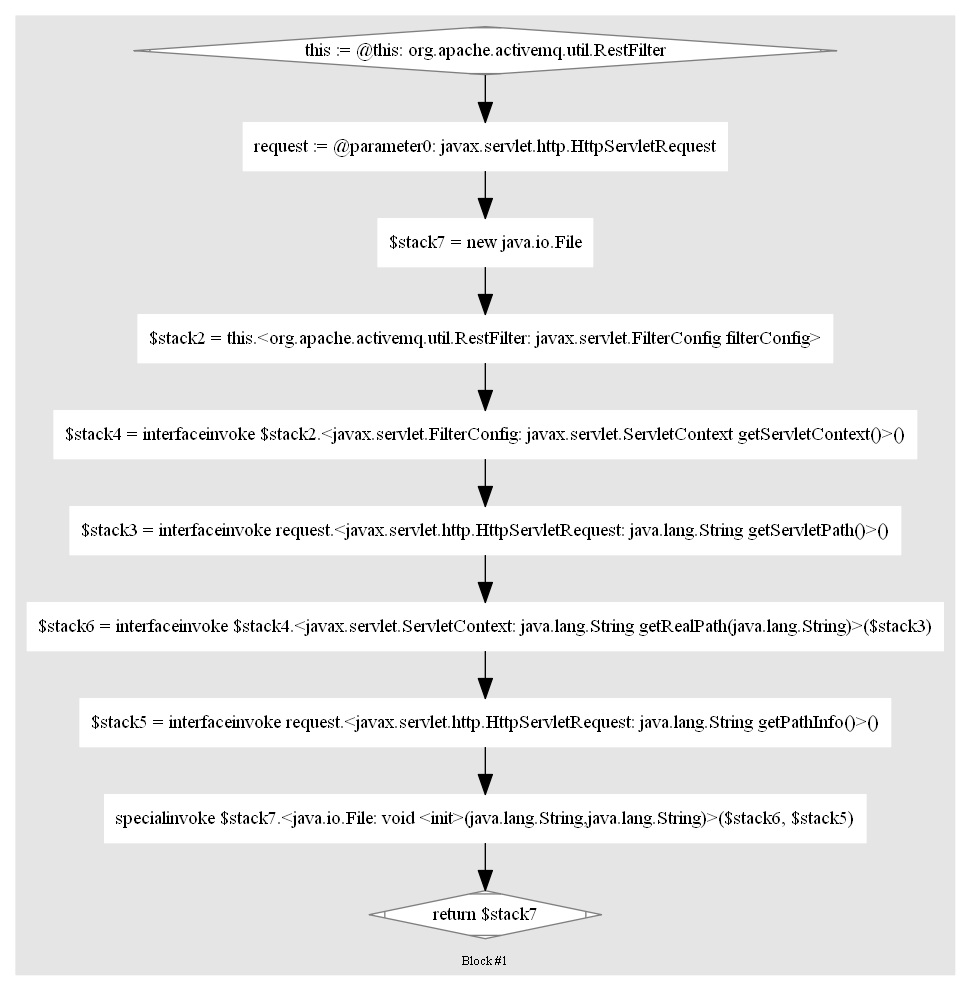 this := @this: org.apache.activemq.util.RestFilter
request := @parameter0: javax.servlet.http.HttpServletRequest
$stack7 = new java.io.File
$stack2 = this.<org.apache.activemq.util.RestFilter: javax.servlet.FilterConfig filterConfig>
$stack4 = interfaceinvoke $stack2.<javax.servlet.FilterConfig: javax.servlet.ServletContext getServletContext()>()
$stack3 = interfaceinvoke request.<javax.servlet.http.HttpServletRequest: java.lang.String getServletPath()>()
$stack6 = interfaceinvoke $stack4.<javax.servlet.ServletContext: java.lang.String getRealPath(java.lang.String)>($stack3)
$stack5 = interfaceinvoke request.<javax.servlet.http.HttpServletRequest: java.lang.String getPathInfo()>()
specialinvoke $stack7.<java.io.File: void <init>(java.lang.String,java.lang.String)>($stack6, $stack5)
return $stack7
Block #1